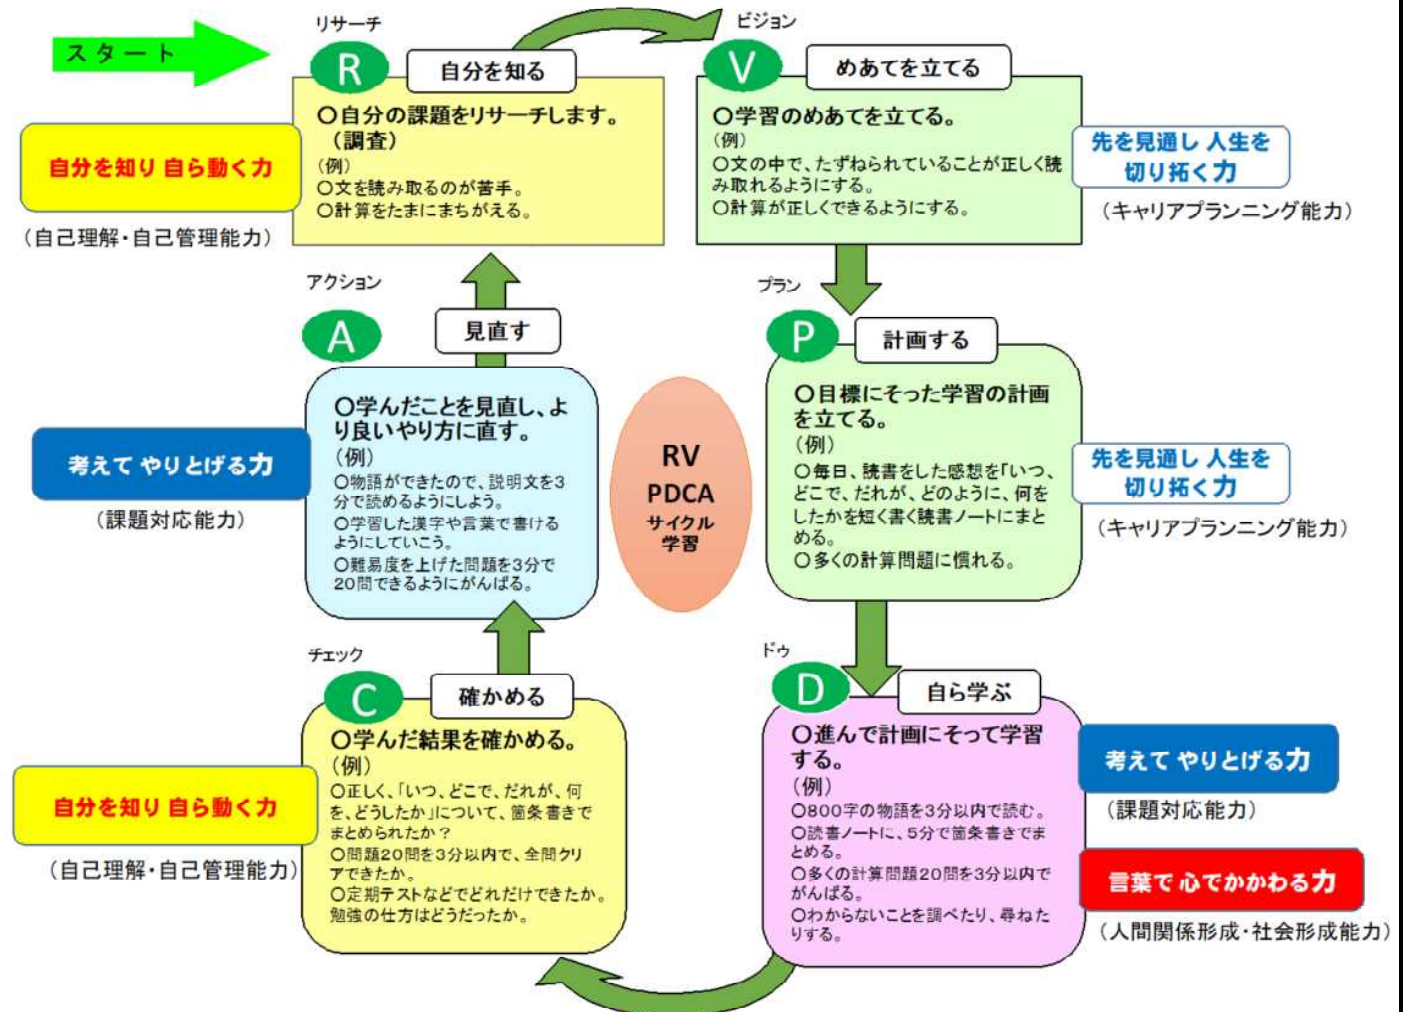 スタート
リサーチ
R
自分を知る
○自分の課題をリサーチします。
（調査）
(例)
○文を読み取るのが苦手。
○計算をたまにまちがえる。
自分を知り 自ら動く力
（自己理解・自己管理能力）
ビジョン
V
めあてを立てる
○学習のめあてを立てる。
(例)
○文の中で、たずねられていることが正しく読
み取れるようにする。
○計算が正しくできるようにする。
先を見通し 人生を
切り拓く力
（キャリアプランニング能力）
プラン
P
計画する
○目標にそった学習の計画
を立てる。
(例)
○毎日、読書をした感想を「いつ、
どこで、だれが、どのように、何を
したかを短く書く読書ノートにまと
める。
○多くの計算問題に慣れる。
先を見通し 人生を
切り拓く力
（キャリアプランニング能力）
ドゥ
D
自ら学ぶ
○進んで計画にそって学習
する。
(例)
○800字の物語を3分以内で読む。
○読書ノートに、5分で箇条書きでま
とめる。
○多くの計算問題20問を3分以内で
がんばる。
○わからないことを調べたり、尋ねた
りする。
考えて やりとげる力
（課題対応能力）
言葉で 心でかかわる力
（人間関係形成・社会形成能力）
チェック
C
確かめる
○学んだ結果を確かめる。
(例)
○正しく、「いつ、どこで、だれが、何
を、どうしたか」について、箇条書きで
まとめられたか？
○問題20問を3分以内で、全問クリ
アできたか。
○定期テストなどでどれだけできたか。
勉強の仕方はどうだったか。
自分を知り 自ら動く力
（自己理解・自己管理能力）
アクション
A
見直す
○学んだことを見直し、よ
り良いやり方に直す。
(例)
○物語ができたので、説明文を3
分で読めるようにしよう。
○学習した漢字や言葉で書ける
ようにしていこう。
○難易度を上げた問題を3分で
20問できるようにがんばる。
考えて やりとげる力
（課題対応能力）
RV
PDCA
サイクル
学習